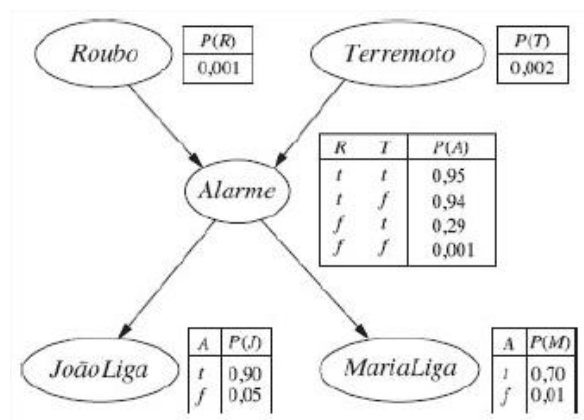 Roubo
P(R)
0,001
Terremoto
P(T)
0,002
Alarme
R T P(A)
t t 0,95
t f 0,94
f t 0,29
f f 0,001
JoãoLiga
A P(J)
t 0,90
f 0,05
MariaLiga
A P(M)
t 0,70
f 0,01